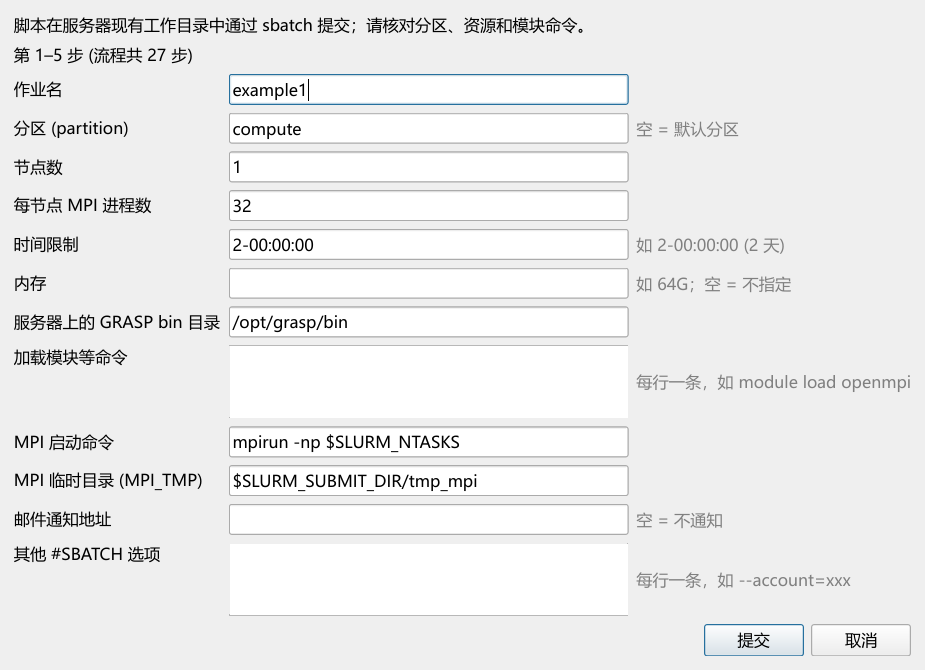 脚本在服务器现有工作目录中通过 sbatch 提交；请核对分区、资源和模块命令。
第 1–5 步 (流程共 27 步)
作业名 example1
分区 (partition) compute 空 = 默认分区
节点数 1
每节点 MPI 进程数 32
时间限制 2-00:00:00 如 2-00:00:00 (2 天)
内存 如 64G；空 = 不指定
服务器上的 GRASP bin 目录 /opt/grasp/bin
加载模块等命令
每行一条，如 module load openmpi
MPI 启动命令 mpirun -np $SLURM_NTASKS
MPI 临时目录 (MPI_TMP) $SLURM_SUBMIT_DIR/tmp_mpi
邮件通知地址 空 = 不通知
其他 #SBATCH 选项
每行一条，如 --account=xxx
提交 取消